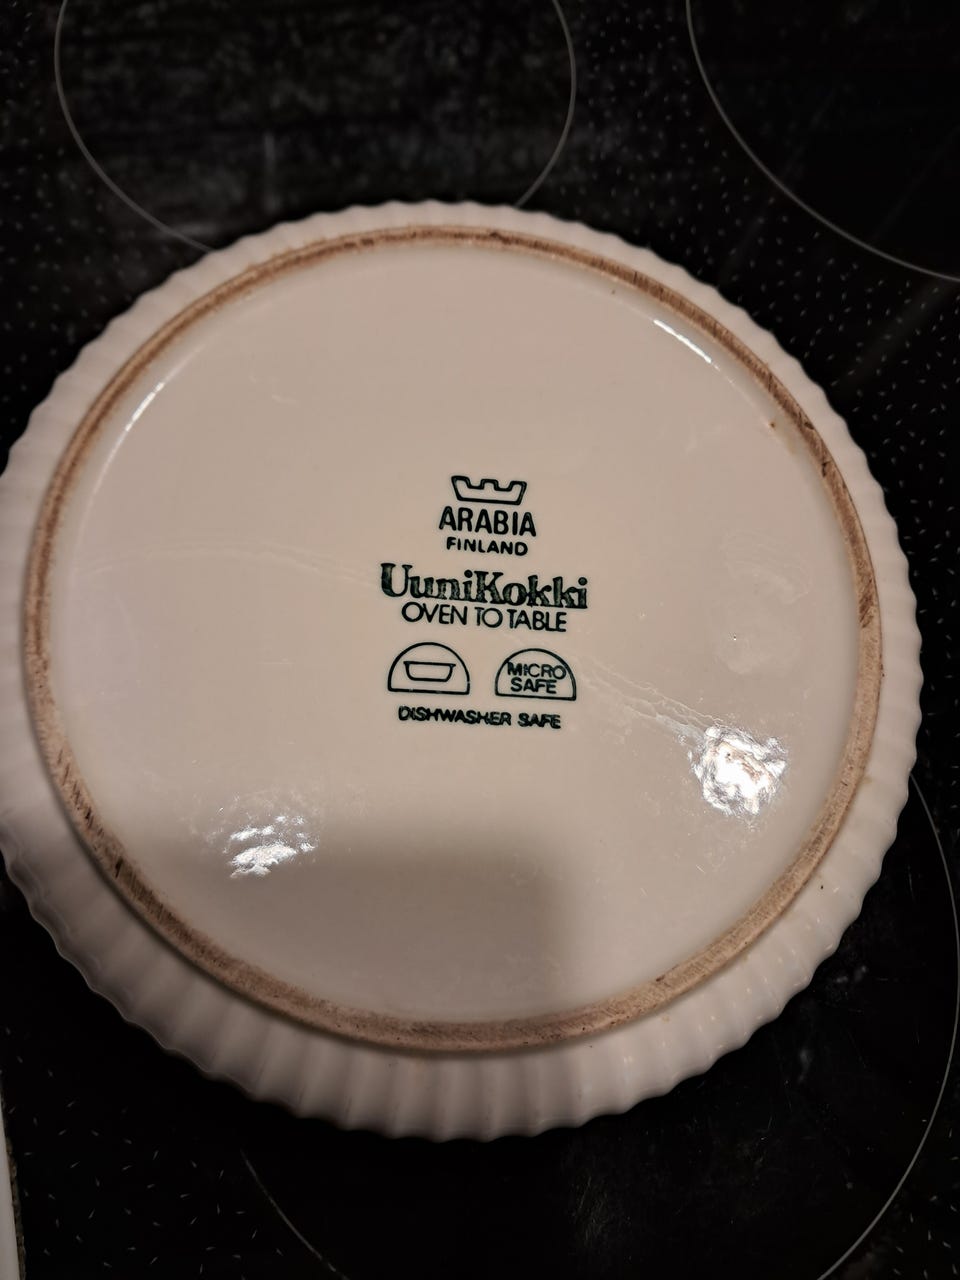 ARABIA
FINLAND
UuniKokki
OVEN TO TABLE
MICRO
SAFE
DISHWASHER SAFE